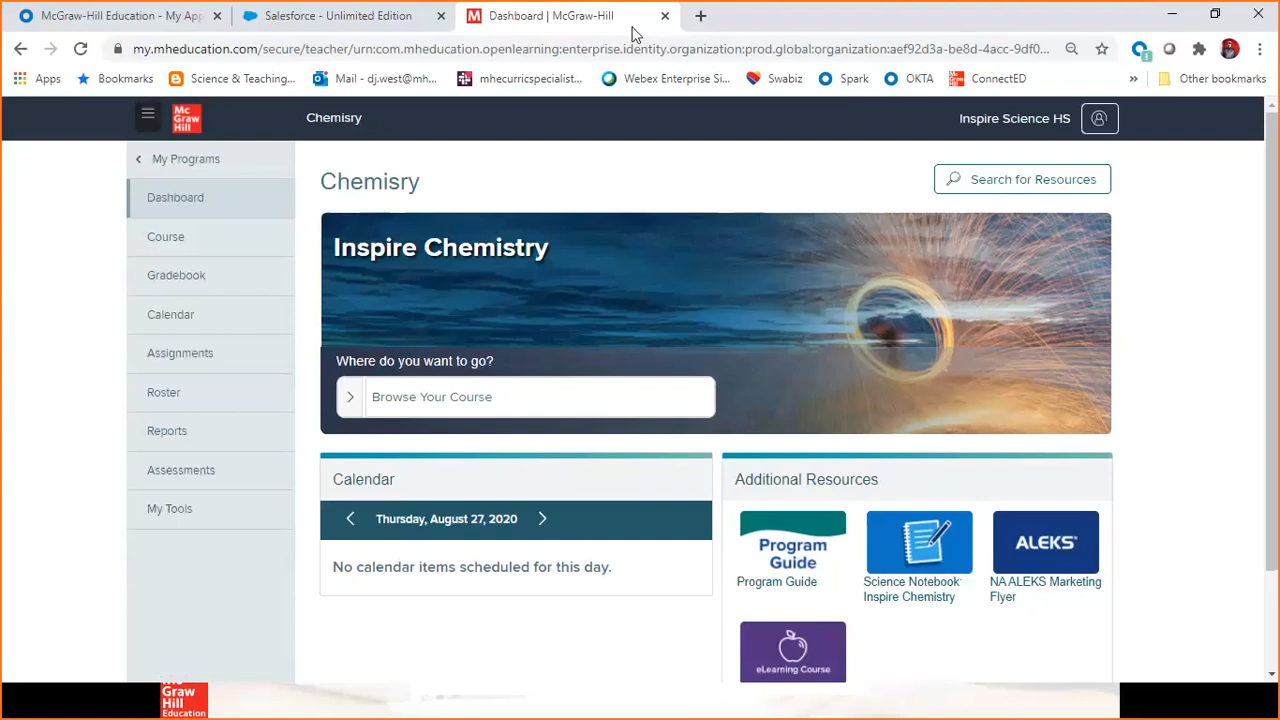 McGraw-Hill Education - My App
Salesforce - Unlimited Edition
M
Dashboard | McGraw-Hill
my.mheducation.com/secure/teacher/urn:com.mheducation.openlearning:enterprise.identity.organization:prod.global:organization:aef92d3a-be8d-4acc-9df0...
1
Apps
Bookmarks
Science & Teaching...
Mail - dj.west@mh...
mhecurricspecialist...
Webex Enterprise Si...
Swabiz
Spark
OKTA
ConnectED
»
Other bookmarks
Mc
Graw
Hill
Chemisry
Inspire Science HS
My Programs
Dashboard
Course
Gradebook
Calendar
Assignments
Roster
Reports
Assessments
My Tools
Chemisry
Search for Resources
Inspire Chemistry
Where do you want to go?
Browse Your Course
Calendar
Thursday, August 27, 2020
No calendar items scheduled for this day.
Additional Resources
Program
Guide
Program Guide
Science Notebook
Inspire Chemistry
ALEKS®
NA ALEKS Marketing
Flyer
eLearning Course
Mc
Graw
Hill
Education